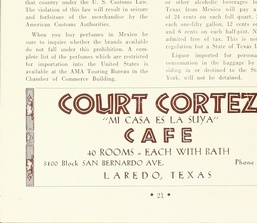 that country under the U. S. Customs Law.
The violation of this law will result in seizure
and forfeiture of the merchandise by the
American Customs Authorities.
When you buy perfumes in Mexico be
sure to inquire whether the brands available
do not fall under this prohibition. A com-
plete list of the perfumes which are restricted
for importation into the United States is
available at the AMA Touring Bureau in the
Chamber of Commerce Building.
or other alcoholic beverages
Texas from Mexico will pay a
of 24 cents on each full quart,
each one-fifty gallon, 12 cents
and 6 cents on each half-pint. N
admitted free of tax. This is not
regulation but a State of Texas L
Liquor imported for personal
consumption in the baggage by
siding in or destined to the St
York, will not be detained.
COURT CORTEZ
"MI CASA ES LA SUYA"
CAFE
40 ROOMS - EACH WITH BATH
3100 Block SAN BERNARDO AVE. Phone
LAREDO, TEXAS
• 21 •